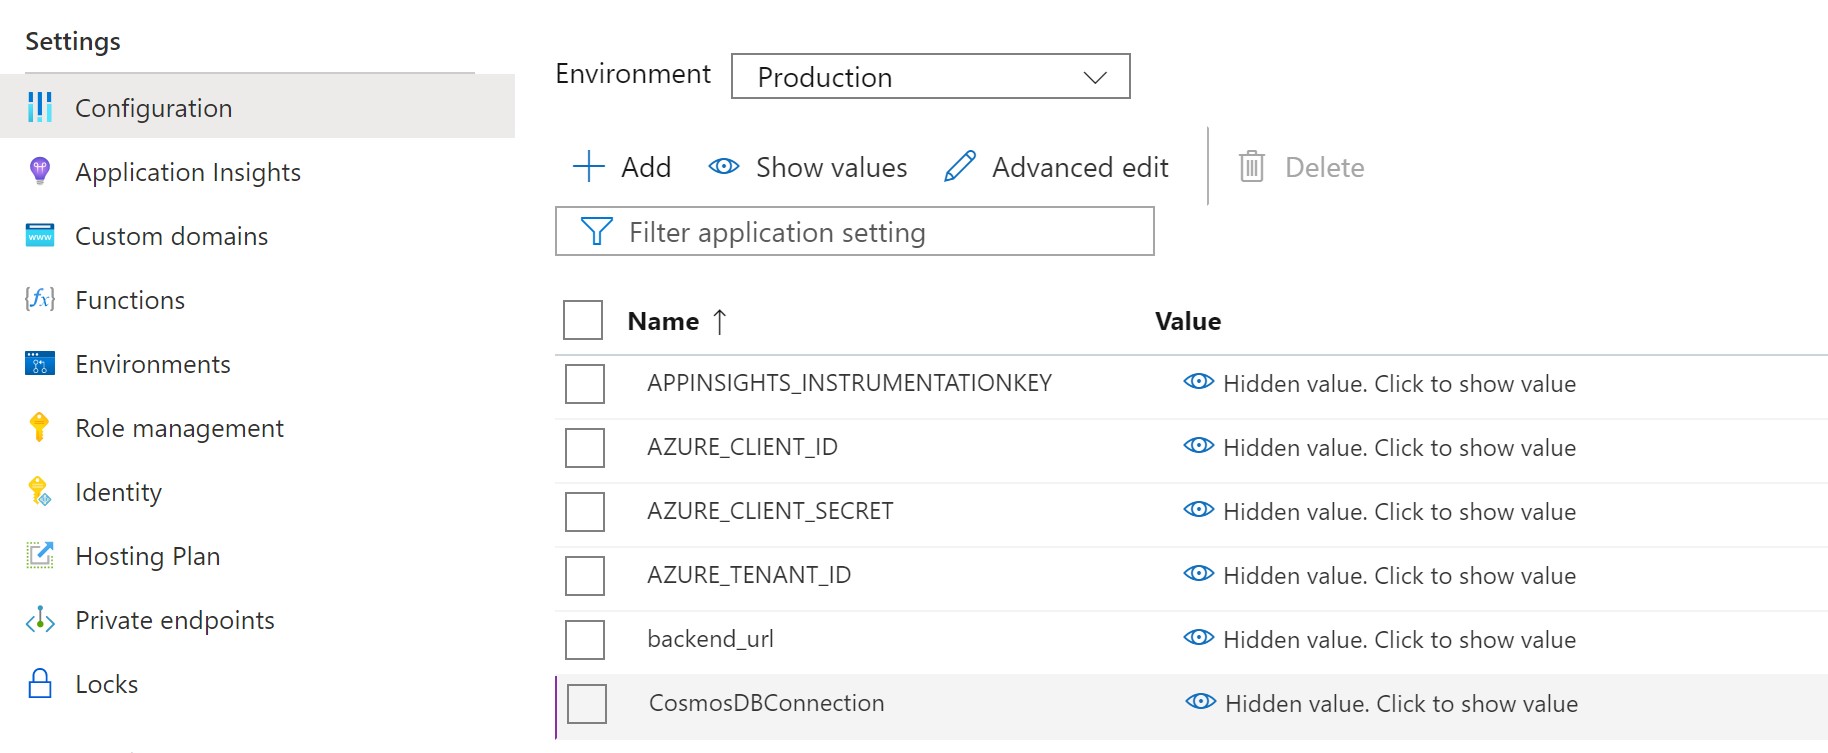 Settings
Configuration
Application Insights
Custom domains
Functions
Environments
Role management
Identity
Hosting Plan
Private endpoints
Locks
Environment Production
Add Show values Advanced edit Delete
Filter application setting
Name ↑ Value
APPINSIGHTS_INSTRUMENTATIONKEY Hidden value. Click to show value
AZURE_CLIENT_ID Hidden value. Click to show value
AZURE_CLIENT_SECRET Hidden value. Click to show value
AZURE_TENANT_ID Hidden value. Click to show value
backend_url Hidden value. Click to show value
CosmosDBConnection Hidden value. Click to show value